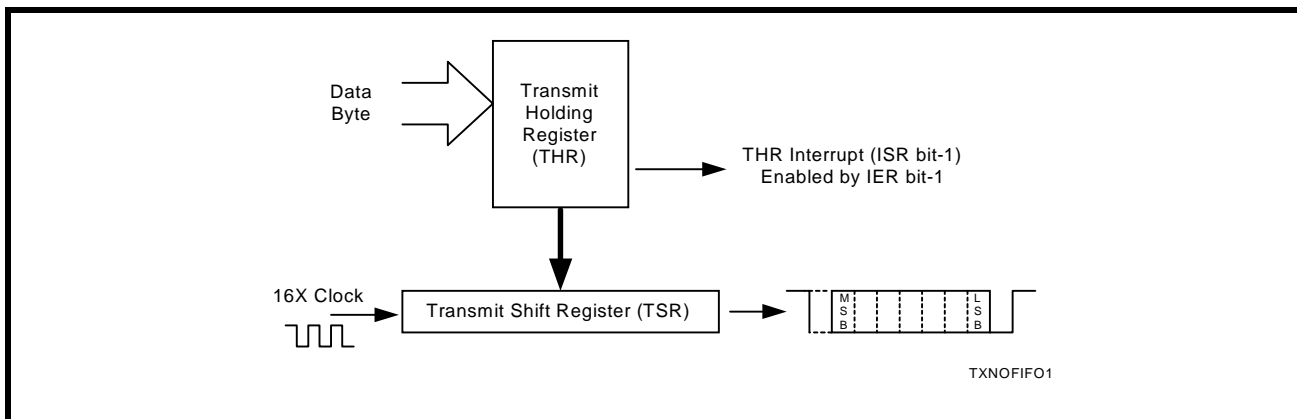 Data
Byte
Transmit
Holding
Register
(THR)
THR Interrupt (ISR bit-1)
Enabled by IER bit-1
16X Clock
Transmit Shift Register (TSR)
M
S
B
L
S
B
TXNOFIFO1